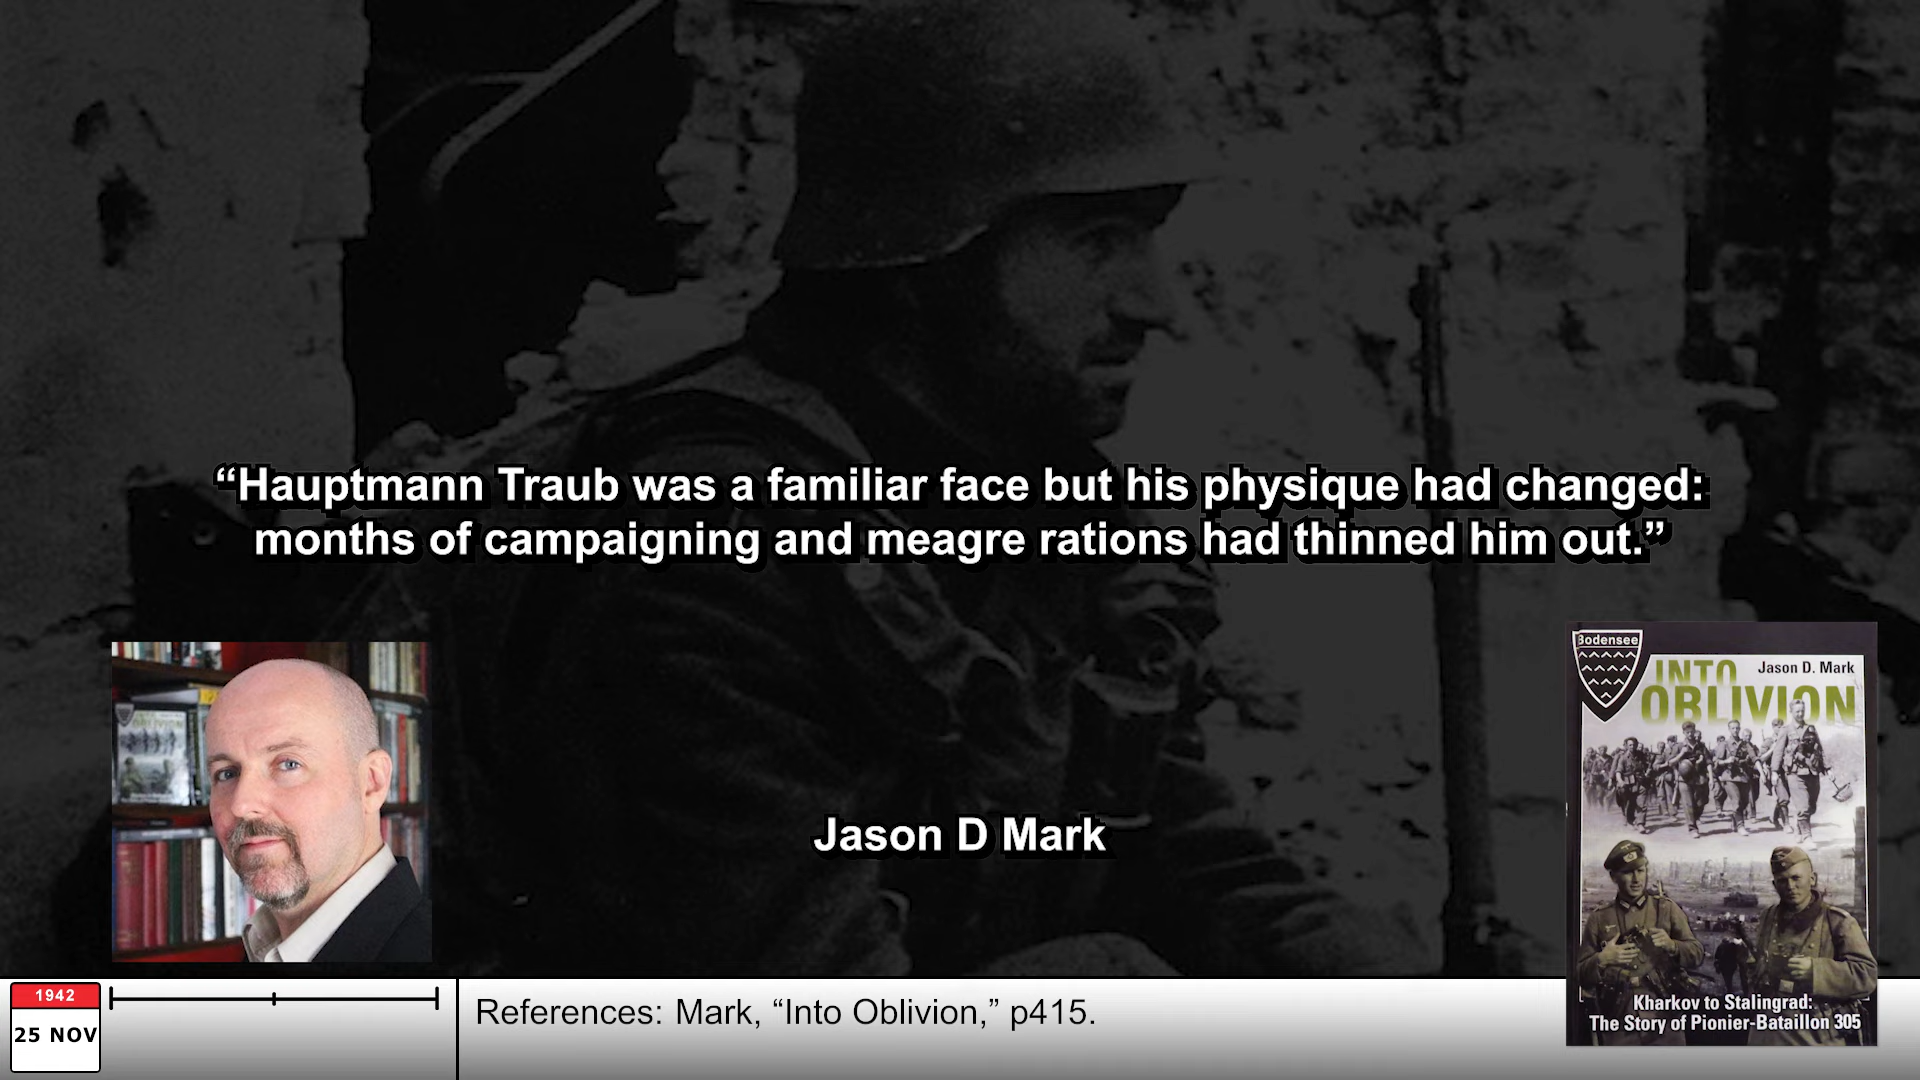 “Hauptmann Traub was a familiar face but his physique had changed:
months of campaigning and meagre rations had thinned him out.”
Bodensee
Jason D. Mark
INTO
OBLIVION
INTO
OBLIVION
Jason D Mark
Kharkov to Stalingrad:
The Story of Pionier-Bataillon 305
1942
25 NOV
References: Mark, “Into Oblivion,” p415.